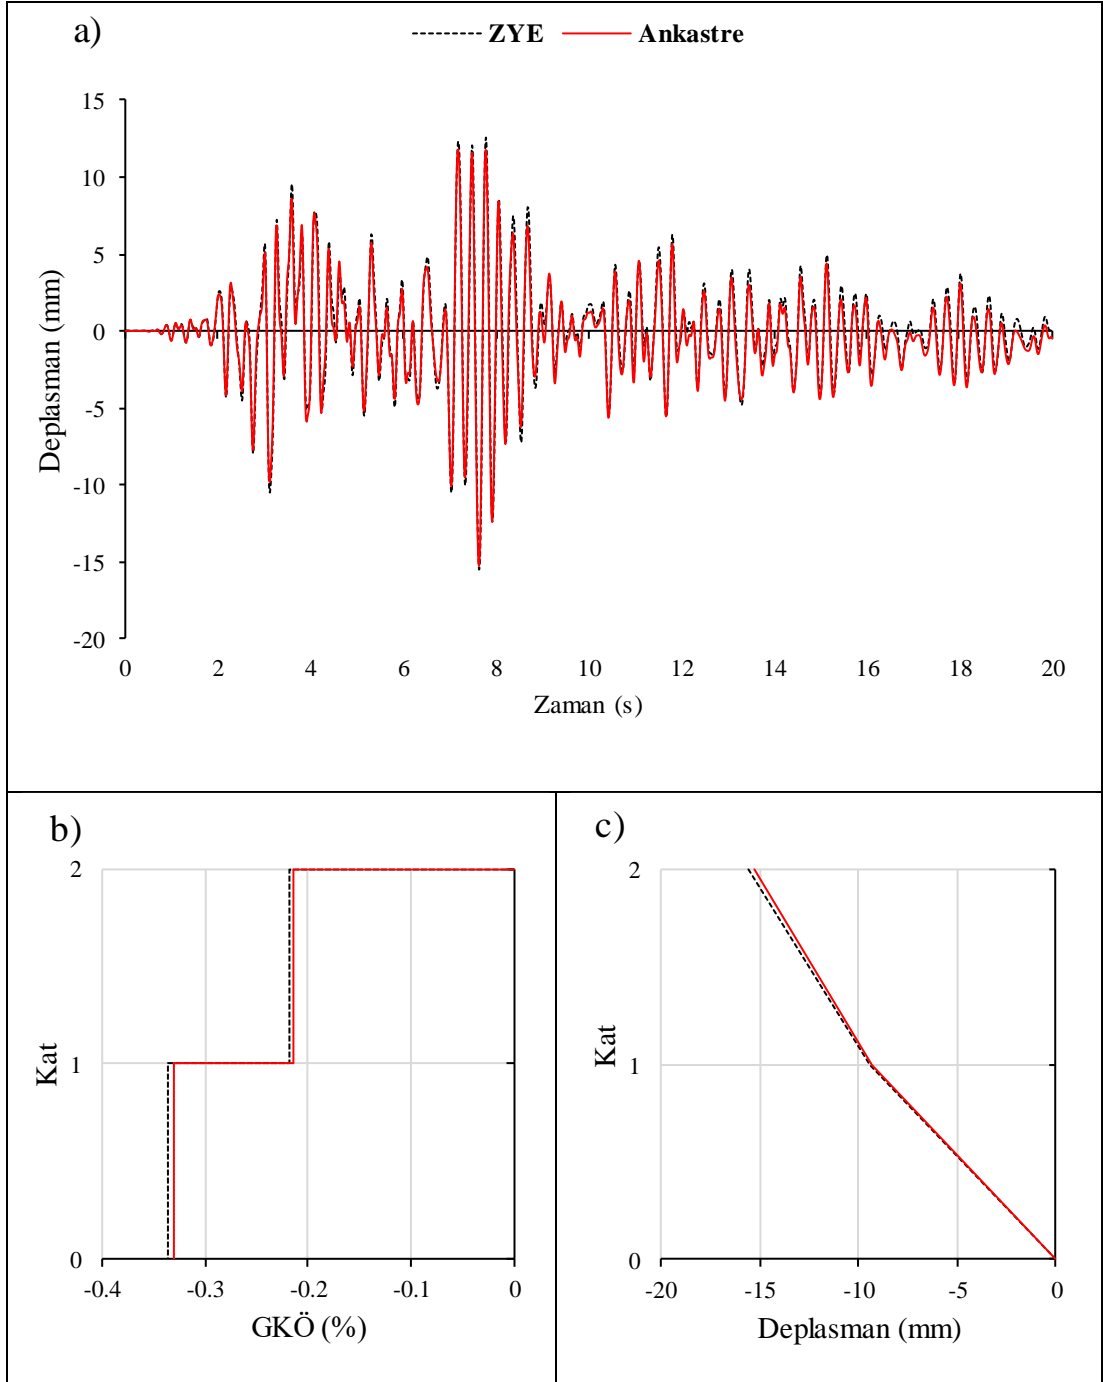 a)
ZYE Ankastre
15
10
5
0
-5
-10
-15
-20
Deplasman (mm)
0 2 4 6 8 10 12 14 16 18 20
Zaman (s)
b)
2
1
0
Kat
-0.4 -0.3 -0.2 -0.1 0
GKÖ (%)
c)
2
1
0
Kat
-20 -15 -10 -5 0
Deplasman (mm)